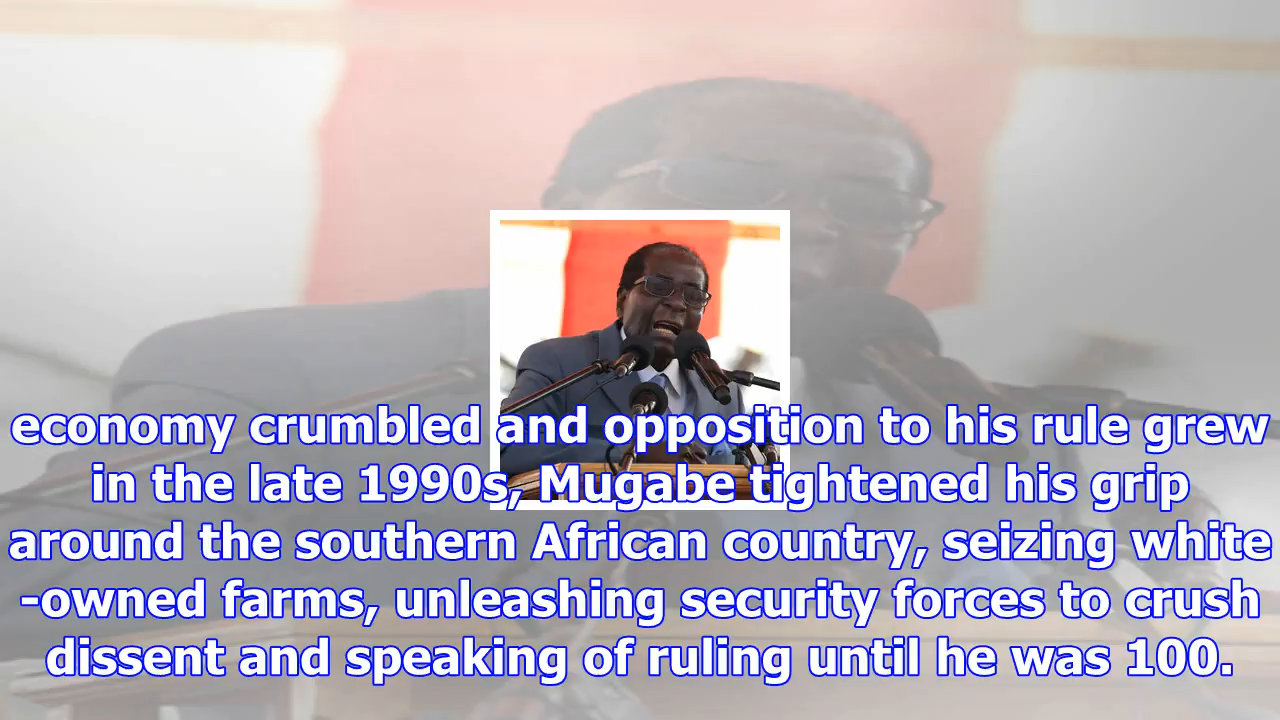 economy crumbled and opposition to his rule grew
in the late 1990s, Mugabe tightened his grip
around the southern African country, seizing white
-owned farms, unleashing security forces to crush
dissent and speaking of ruling until he was 100.